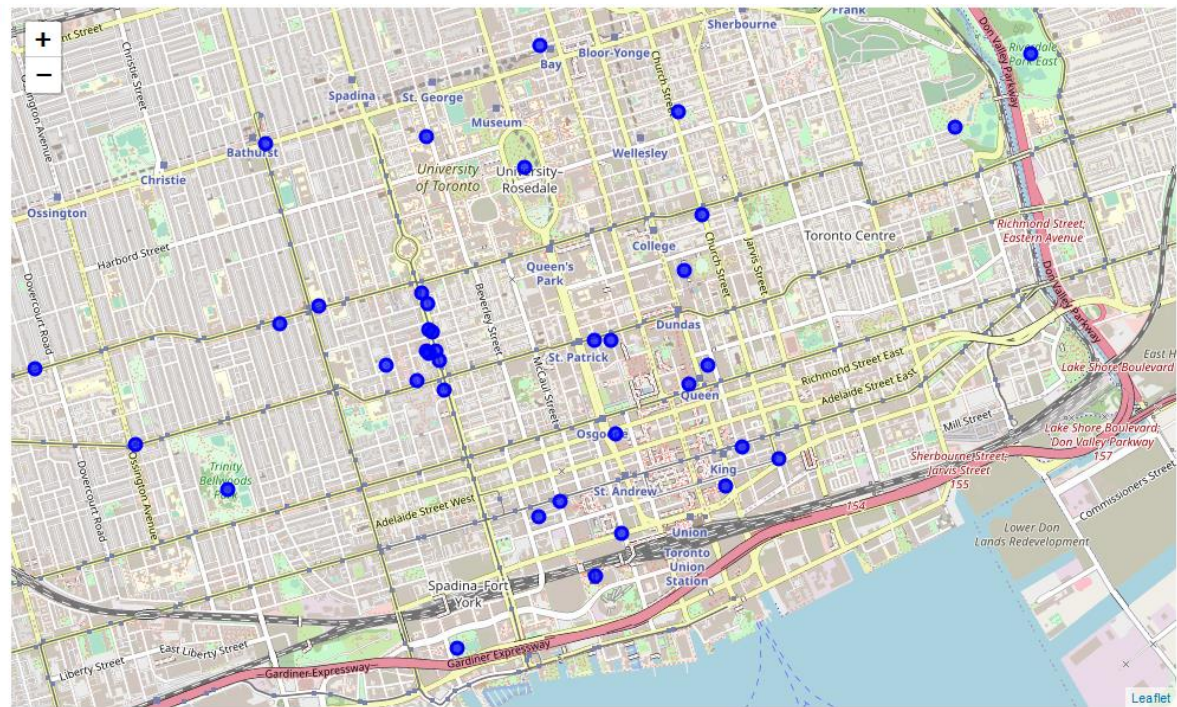 Frank
Sherbourne
+
nt Street
Don Valley Parkway
Riverdale
Park East
Christie Street
Bloor-Yonge
Bay
−
Church Street
Spadina
St. George
Ossington Avenue
Museum
Bathurst
Wellesley
University
of Toronto
University–
Rosedale
Christie
Ossington
Richmond Street;
Eastern Avenue
College
Church Street
Jarvis Street
Toronto Centre
Harbord Street
Queen's
Park
Dovercourt Road
Beverley Street
Don Valley Parkway
Dundas
St. Patrick
McCaul Street
Richmond Street East
East H
Lake Shore Boulevard
Adelaide Street East
Queen
Mill Street
Osgoode
Lake Shore Boulevard;
Don Valley Parkway
157
Dovercourt Road
Ossington Avenue
Trinity
Bellwoods
Park
King
Sherbourne Street;
Jarvis Street
155
St. Andrew
Commissioners Street
Adelaide Street West
154
Lower Don
Lands Redevelopment
Union
Toronto
Union
Station
Spadina–Fort
York
East Liberty Street
Liberty Street
Gardiner Expressway
Gardiner Expressway
Leaflet